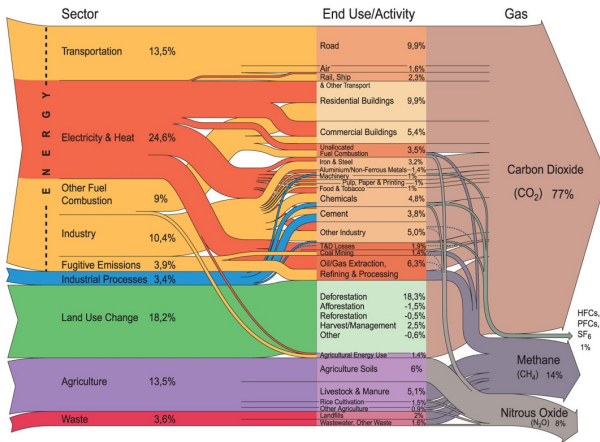 Sector
End Use/Activity
Gas
ENERGY
Transportation 13,5%
Electricity & Heat 24,6%
Other Fuel
Combustion 9%
Industry 10,4%
Fugitive Emissions 3,9%
Industrial Processes 3,4%
Land Use Change 18,2%
Agriculture 13,5%
Waste 3,6%
Road 9,9%
Air 1,6%
Rail, Ship 2,3%
& Other Transport
Residential Buildings 9,9%
Commercial Buildings 5,4%
Unallocated
Fuel Combustion 3,5%
Iron & Steel 3,2%
Aluminium/Non-Ferrous Metals 1,4%
Machinery 1%
Pulp, Paper & Printing 1%
Food & Tobacco 1%
Chemicals 4,8%
Cement 3,8%
Other Industry 5,0%
T&D Losses 1,9%
Coal Mining 1,4%
Oil/Gas Extraction, 6,3%
Refining & Processing
Deforestation 18,3%
Afforestation -1,5%
Reforestation -0,5%
Harvest/Management 2,5%
Other -0,6%
Agricultural Energy Use 1,4%
Agriculture Soils 6%
Livestock & Manure 5,1%
Rice Cultivation 1,5%
Other Agriculture 0,9%
Landfills 2%
Wastewater, Other Waste 1,6%
Carbon Dioxide
(CO2) 77%
HFCs,
PFCs,
SF6
1%
Methane
(CH4) 14%
Nitrous Oxide
(N2O) 8%